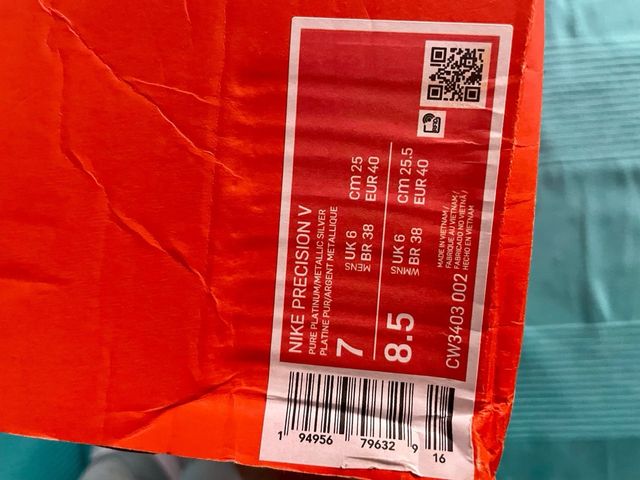 NIKE PRECISION V
PURE PLATINUM/METALLIC SILVER
PLATINE PUR/ARGENT METALLIQUE
7
MENS
UK 6
BR 38
cm 25
EUR 40
8.5
WMNS
UK 6
BR 38
cm 25.5
EUR 40
CW3403 002
MADE IN VIETNAM/
FABRIQUE AU VIETNAM/
FABRICADO NO VIETNÃ/
HECHO EN VIETNAM
1 94956 79632 9
16